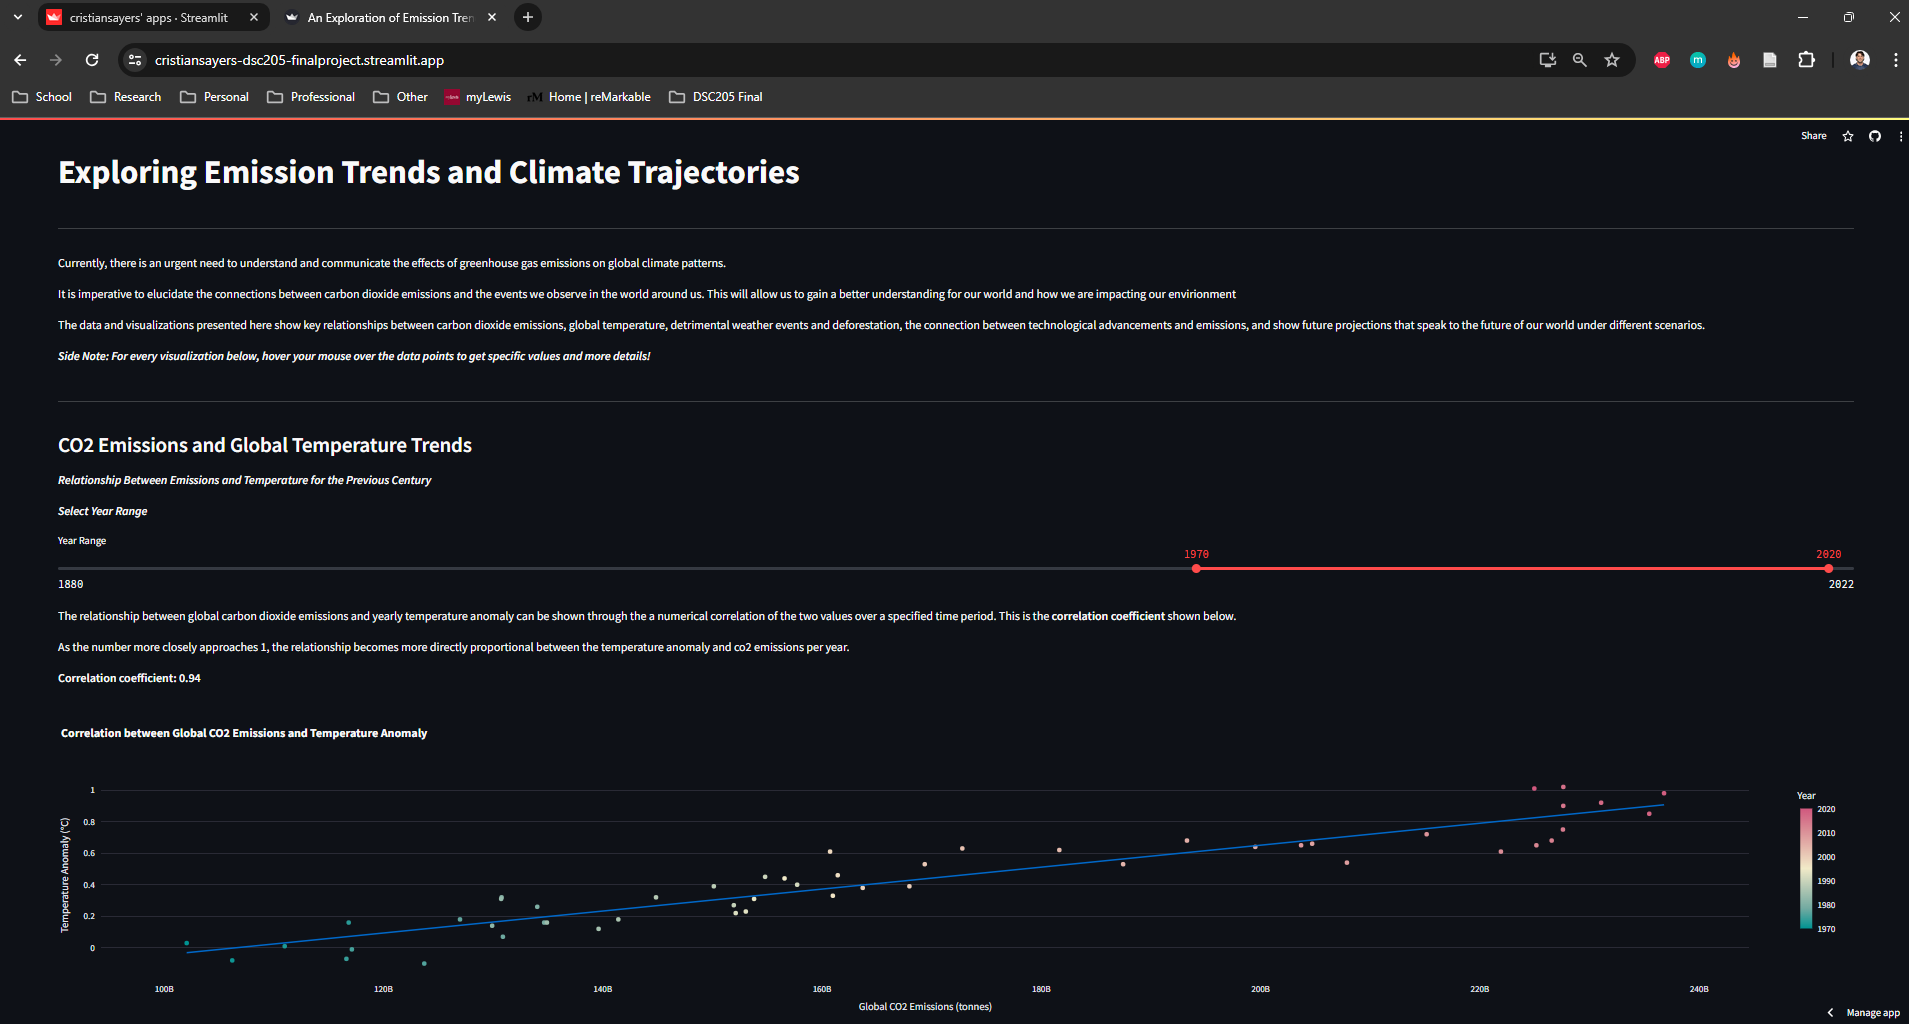 cristiansayers' apps · Streamlit
An Exploration of Emission Tren
cristiansayers-dsc205-finalproject.streamlit.app
ABP
m
School
Research
Personal
Professional
Other
myLewis
rM Home | reMarkable
DSC205 Final
Share
Exploring Emission Trends and Climate Trajectories
Currently, there is an urgent need to understand and communicate the effects of greenhouse gas emissions on global climate patterns.
It is imperative to elucidate the connections between carbon dioxide emissions and the events we observe in the world around us. This will allow us to gain a better understanding for our world and how we are impacting our envirionment
The data and visualizations presented here show key relationships between carbon dioxide emissions, global temperature, detrimental weather events and deforestation, the connection between technological advancements and emissions, and show future projections that speak to the future of our world under different scenarios.
Side Note: For every visualization below, hover your mouse over the data points to get specific values and more details!
CO2 Emissions and Global Temperature Trends
Relationship Between Emissions and Temperature for the Previous Century
Select Year Range
Year Range
1970
2020
1880
2022
The relationship between global carbon dioxide emissions and yearly temperature anomaly can be shown through the a numerical correlation of the two values over a specified time period. This is the correlation coefficient shown below.
As the number more closely approaches 1, the relationship becomes more directly proportional between the temperature anomaly and co2 emissions per year.
Correlation coefficient: 0.94
Correlation between Global CO2 Emissions and Temperature Anomaly
Temperature Anomaly (°C)
1
0.8
0.6
0.4
0.2
0
100B
120B
140B
160B
180B
200B
220B
240B
Global CO2 Emissions (tonnes)
Year
2020
2010
2000
1990
1980
1970
Manage app